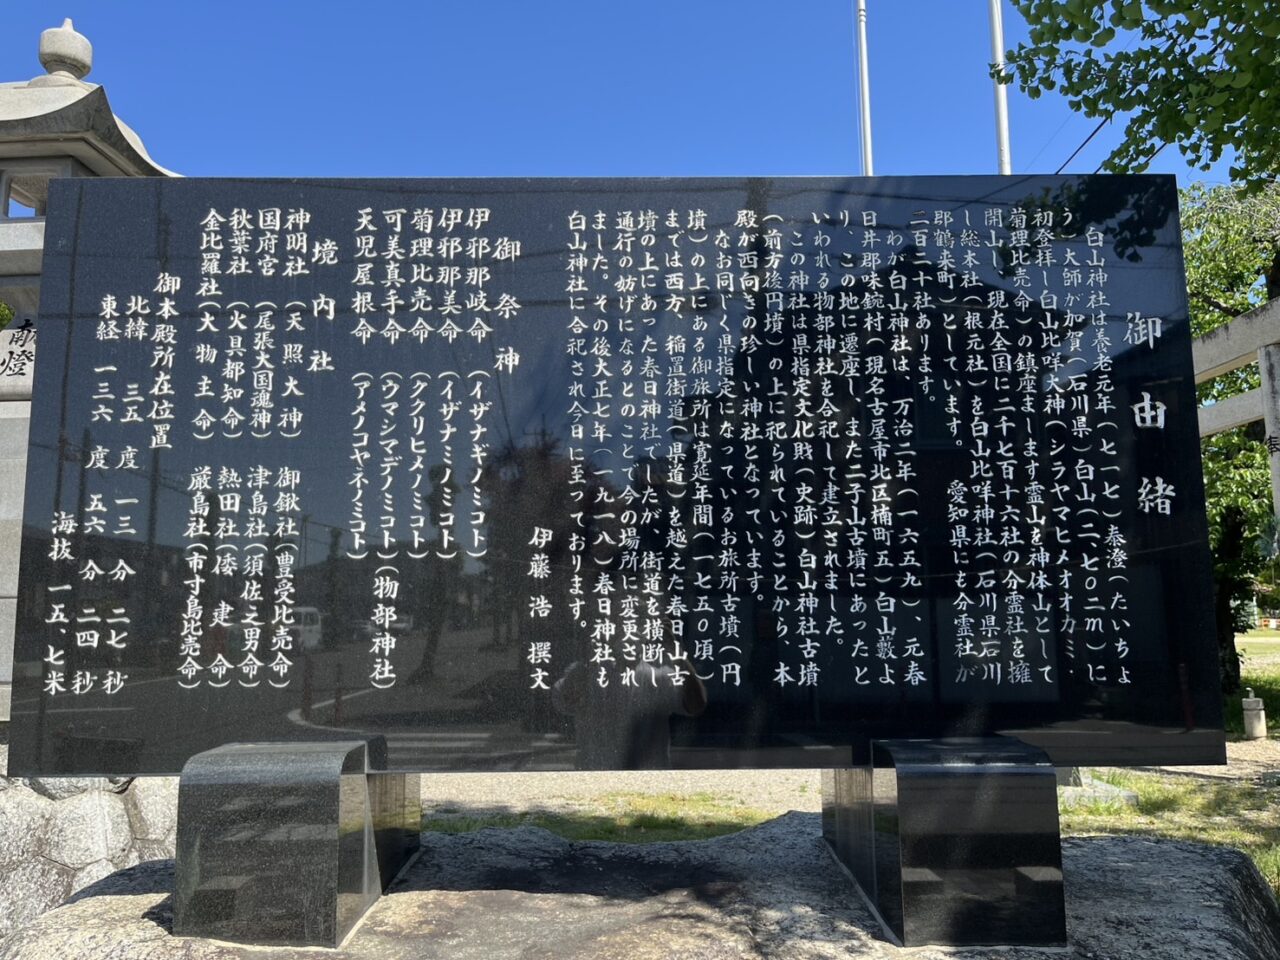 御由緒
白山神社は養老元年(七一七)泰澄(たいちょ
う)大師が加賀(石川県)白山(二七〇二m)に
初登拝し白山比咩大神(シラヤマヒメオオカミ・
菊理比売命)の鎮座まします霊山を神体山として
開山し、現在全国に二千七百十六社の分霊社を擁
し総本社(根元社)を白山比咩神社(石川県石川
郡鶴来町)としています。 愛知県にも分霊社が
二百二十社あります。
わが白山神社は、万治二年(一六五九)、元春
日井郡味鋺村(現名古屋市北区楠町五)白山藪よ
り、この地に遷座し、また二子山古墳にあったと
いわれる物部神社を合祀して建立されました。
この神社は県指定文化財(史跡)白山神社古墳
(前方後円墳)の上に祀られていることから、本
殿が西向きの珍しい神社となっています。
なお同じく県指定になっているお旅所古墳(円
墳)の上にある御旅所は寛延年間(一七五〇頃)
までは西方、稲置街道(県道)を越えた春日山古
墳の上にあった春日神社でしたが、街道を横断し
通行の妨げになるとのことで今の場所に変更され
ました。その後大正七年(一九一八)春日神社も
白山神社に合祀され今日に至っております。
伊藤浩 撰文
御祭神
伊邪那岐命(イザナギノミコト)
伊邪那美命(イザナミノミコト)
菊理比売命(ククリヒメノミコト)
可美真手命(ウマシマデノミコト)(物部神社)
天児屋根命(アメノコヤネノミコト)
境内社
神明社(天照大神) 御鍬社(豊受比売命)
国府宮(尾張大国魂神) 津島社(須佐之男命)
秋葉社(火具都知命) 熱田社(倭建命)
金比羅社(大物主命) 厳島社(市寸島比売命)
御本殿所在位置
北緯 三五度 一三分 二七秒
東経 一三六度 五六分 二四秒
海抜 一五、七米
献燈